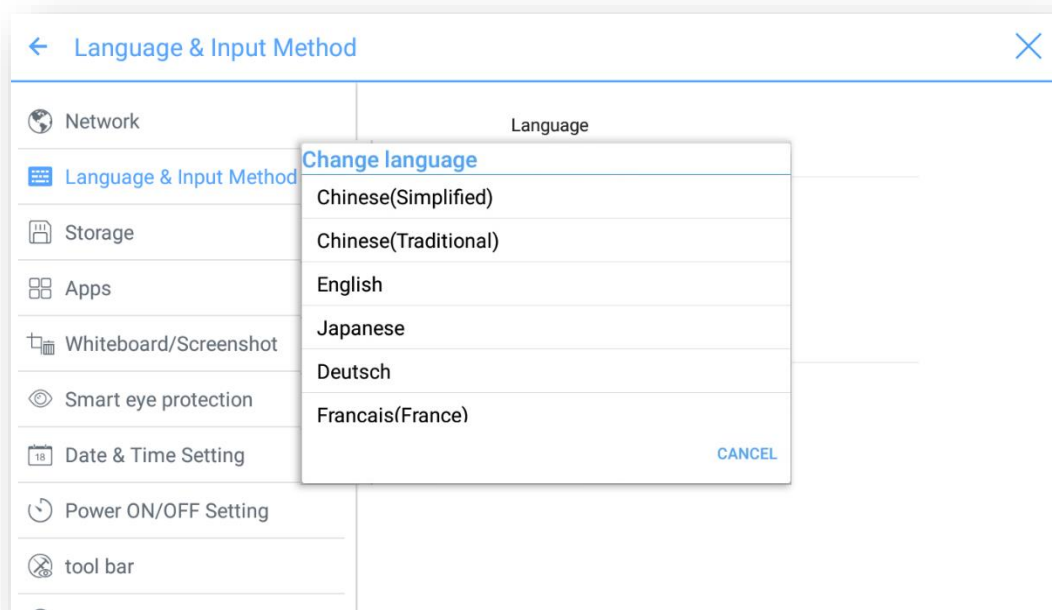 Language & Input Method
Network
Language & Input Method
Storage
Apps
Whiteboard/Screenshot
Smart eye protection
18
Date & Time Setting
Power ON/OFF Setting
tool bar
Language
Change language
Chinese(Simplified)
Chinese(Traditional)
English
Japanese
Deutsch
Francais(France)
CANCEL